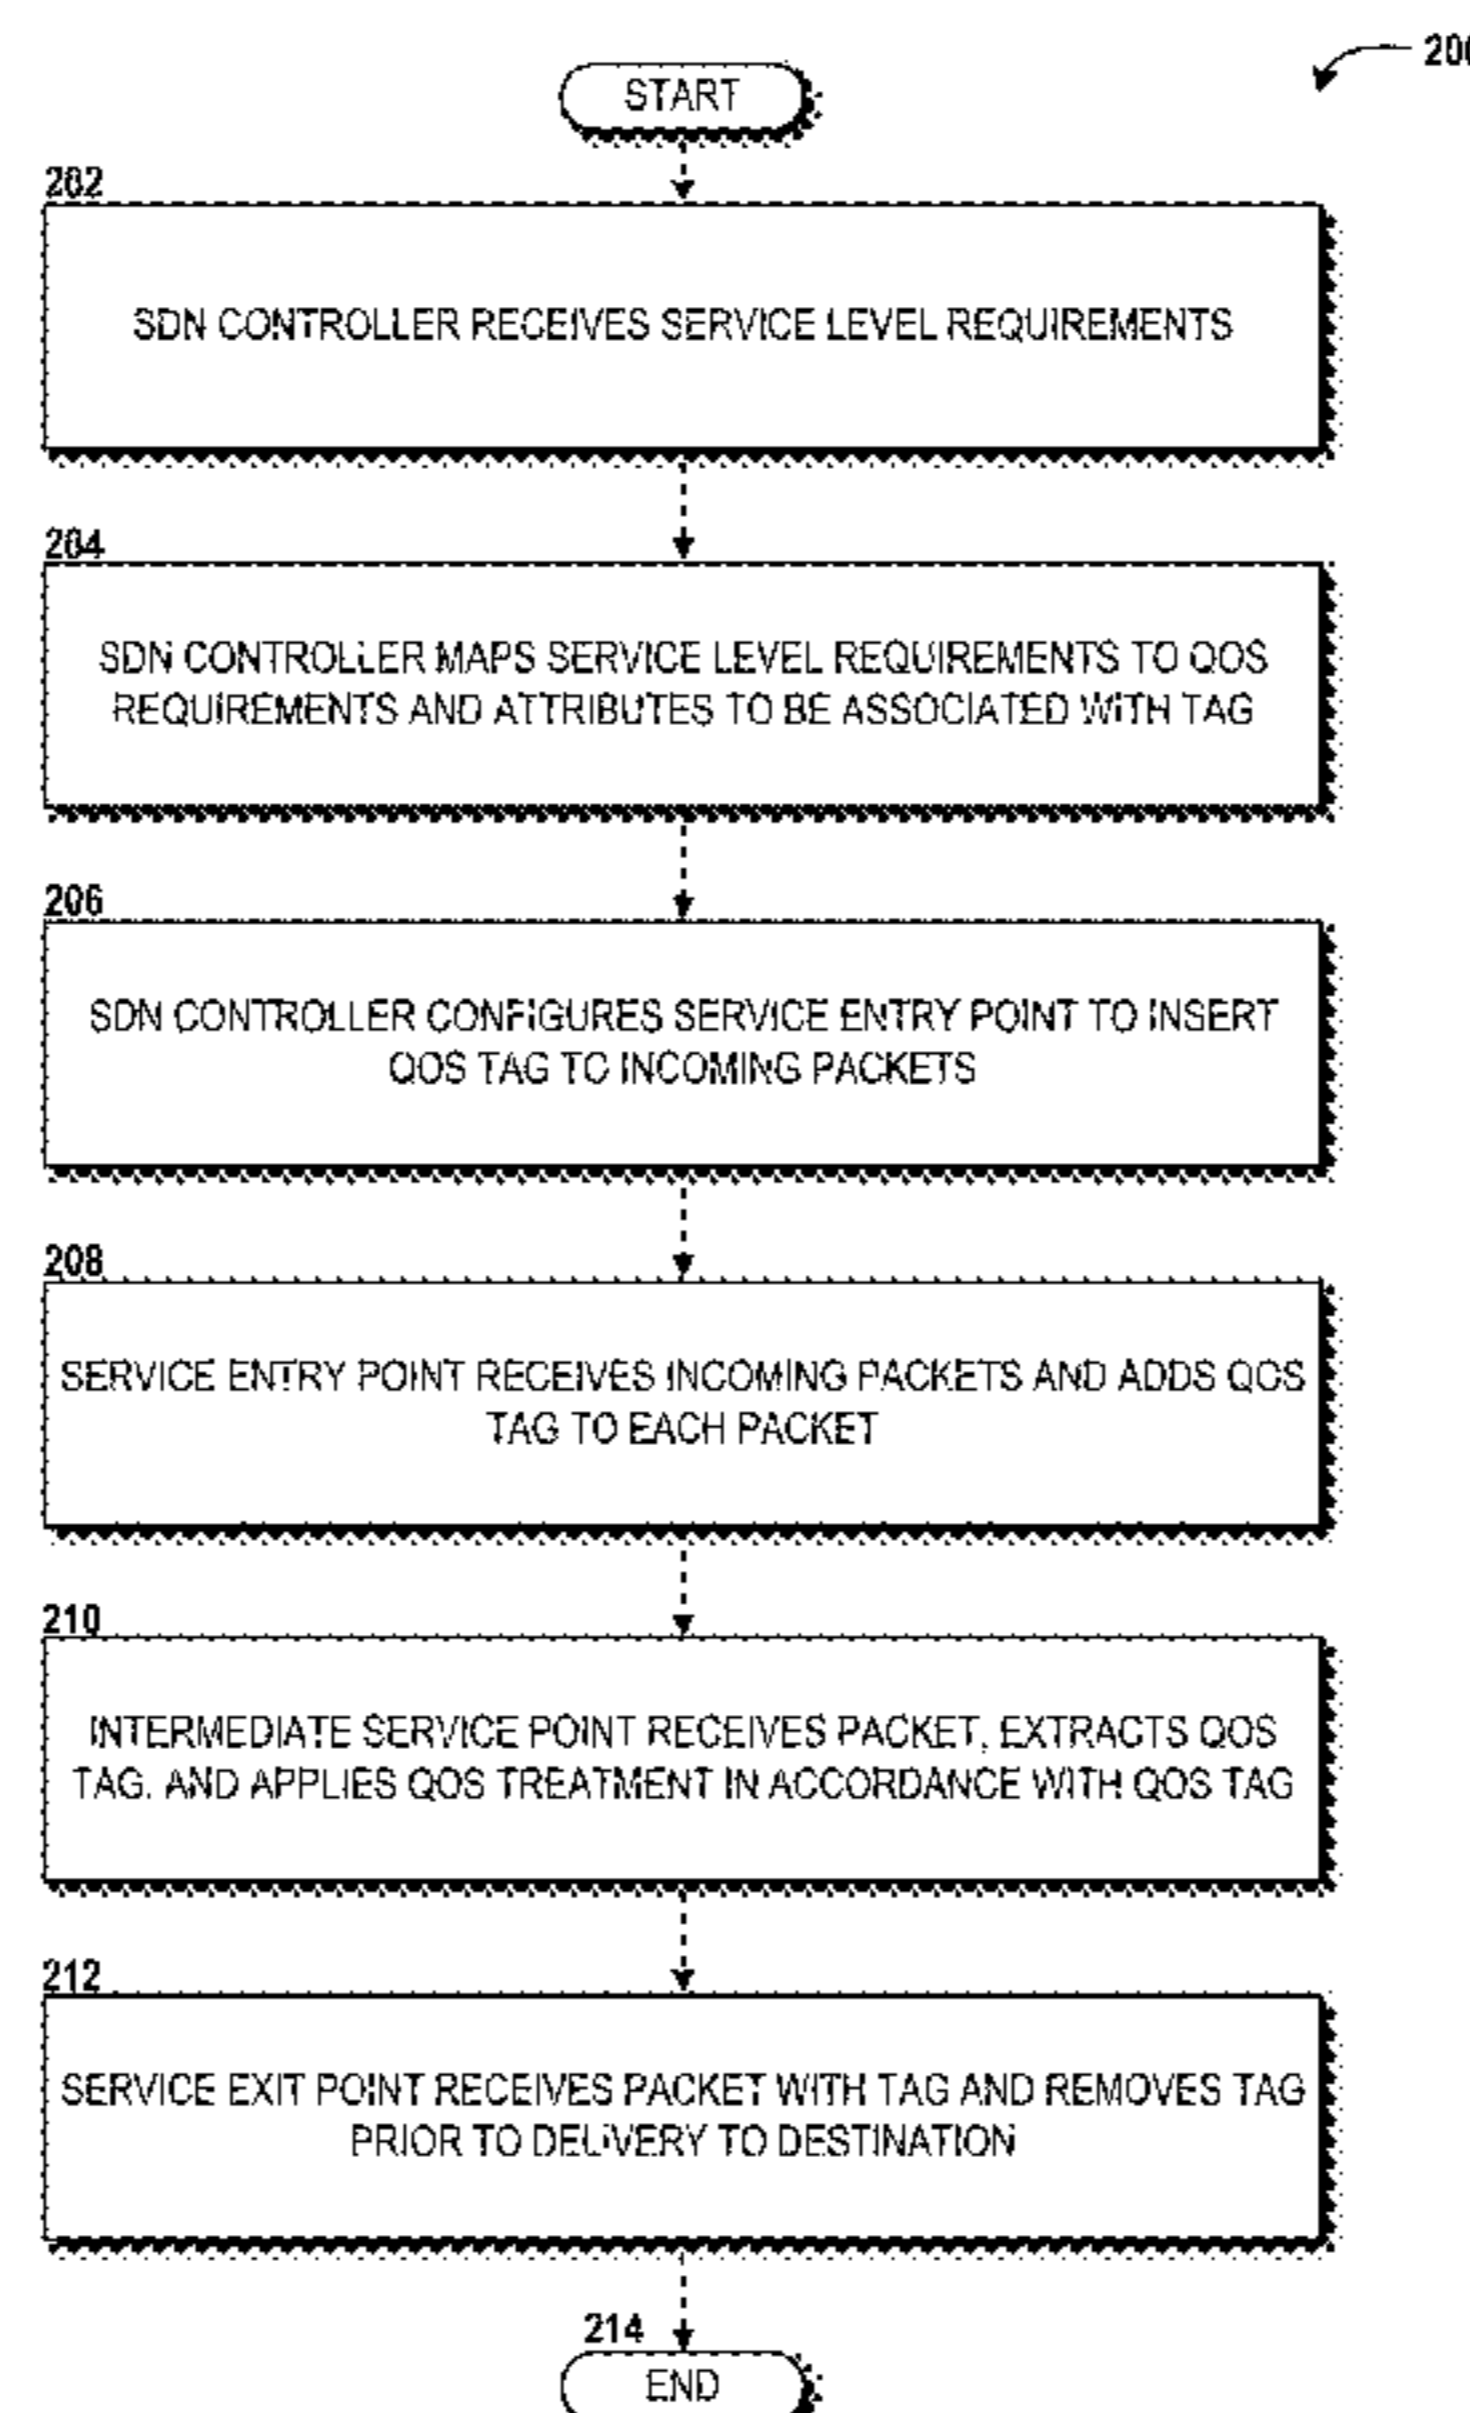 200
START
202
SDN CONTROLLER RECEIVES SERVICE LEVEL REQUIREMENTS
204
SDN CONTROLLER MAPS SERVICE LEVEL REQUIREMENTS TO QOS
REQUIREMENTS AND ATTRIBUTES TO BE ASSOCIATED WITH TAG
206
SDN CONTROLLER CONFIGURES SERVICE ENTRY POINT TO INSERT
QOS TAG TO INCOMING PACKETS
208
SERVICE ENTRY POINT RECEIVES INCOMING PACKETS AND ADDS QOS
TAG TO EACH PACKET
210
INTERMEDIATE SERVICE POINT RECEIVES PACKET, EXTRACTS QOS
TAG, AND APPLIES QOS TREATMENT IN ACCORDANCE WITH QOS TAG
212
SERVICE EXIT POINT RECEIVES PACKET WITH TAG AND REMOVES TAG
PRIOR TO DELIVERY TO DESTINATION
214
END